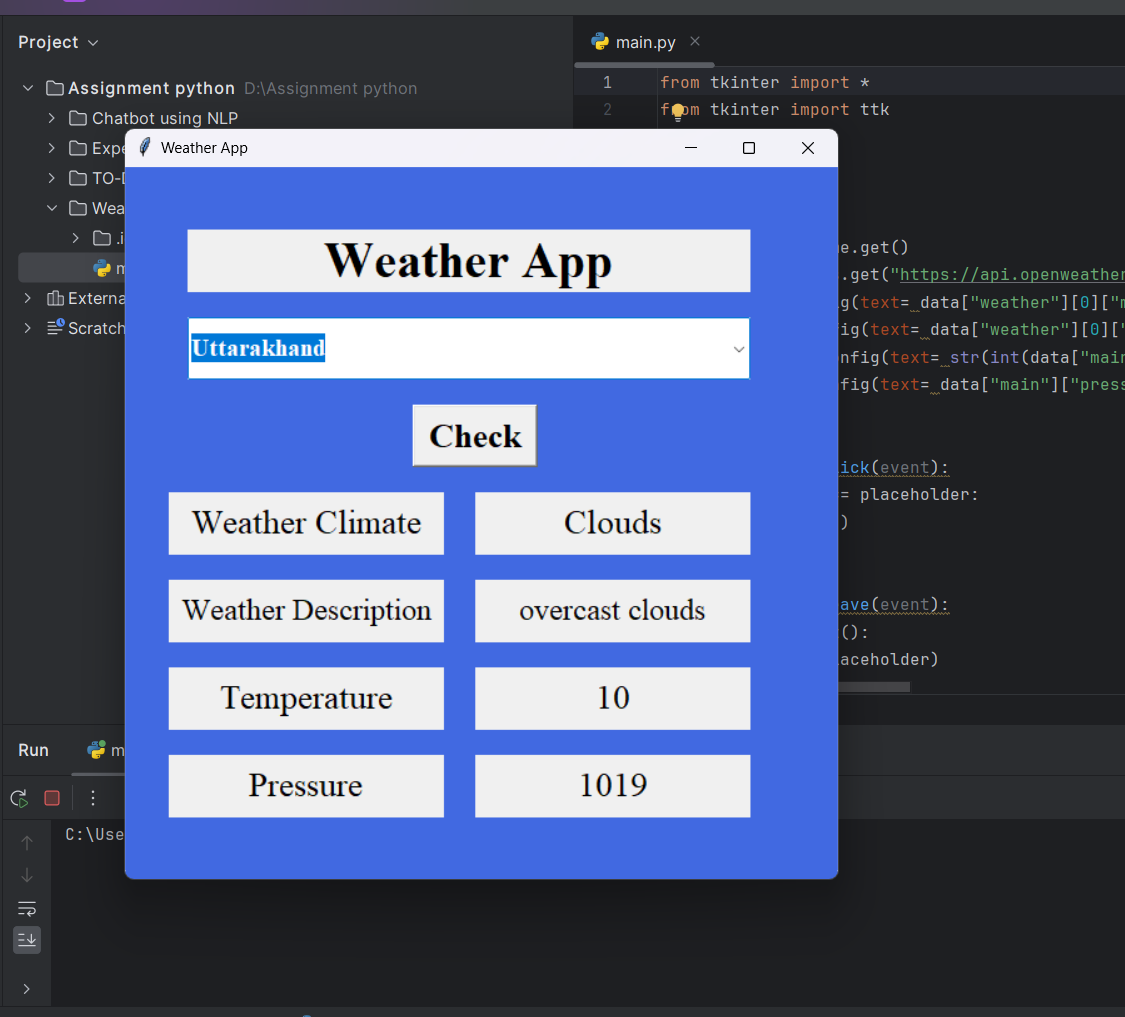 Project
main.py
Assignment python D:\Assignment python
Chatbot using NLP
Expe
TO-D
Wea
.i
m
Externa
Scratch
1 from tkinter import *
2 from tkinter import ttk
Weather App
Weather App
Uttarakhand
Check
Weather Climate Clouds
Weather Description overcast clouds
Temperature 10
Pressure 1019
e.get()
.get("https://api.openweather
g(text= data["weather"][0]["m
ig(text= data["weather"][0]["
nfig(text= str(int(data["main
fig(text= data["main"]["press
ick(event):
= placeholder:
)
ave(event):
():
aceholder)
Run m
C:\Use